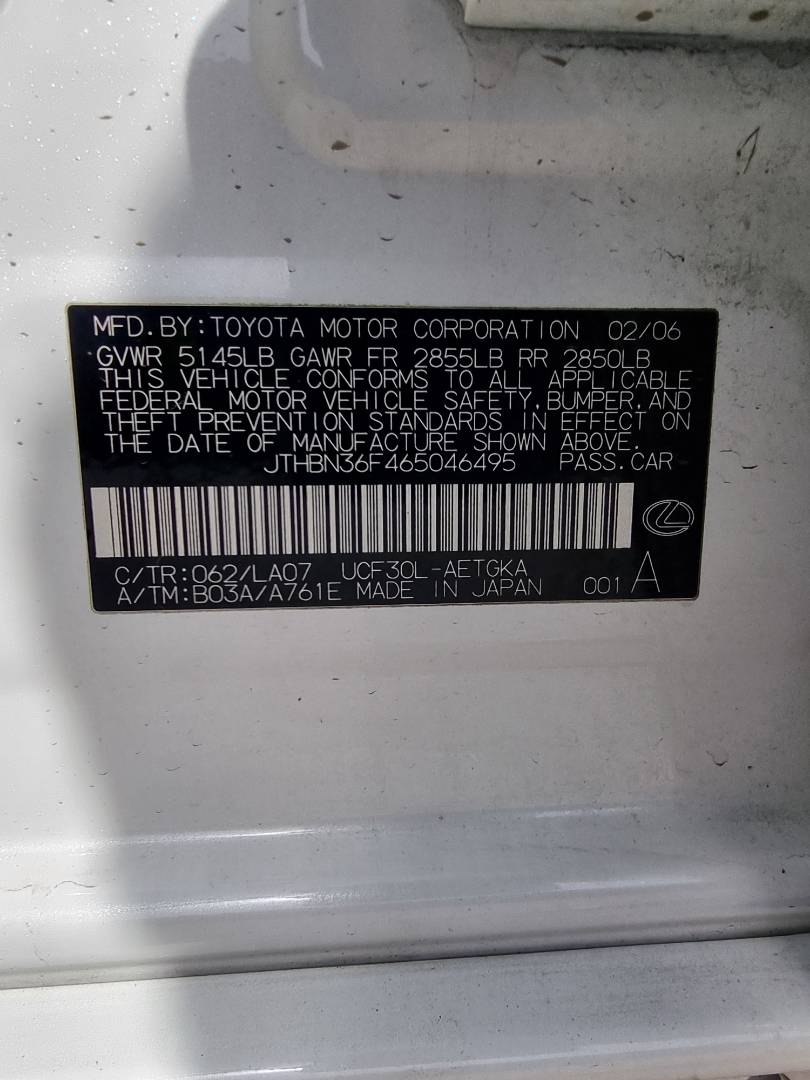 MFD.BY:TOYOTA MOTOR CORPORATION 02/06
GVWR 5145LB GAWR FR 2855LB RR 2850LB
THIS VEHICLE CONFORMS TO ALL APPLICABLE
FEDERAL MOTOR VEHICLE SAFETY,BUMPER,AND
THEFT PREVENTION STANDARDS IN EFFECT ON
THE DATE OF MANUFACTURE SHOWN ABOVE.
JTHBN36F465046495 PASS.CAR
C/TR:062/LA07 UCF30L-AETGKA
A/TM:B03A/A761E MADE IN JAPAN 001 A